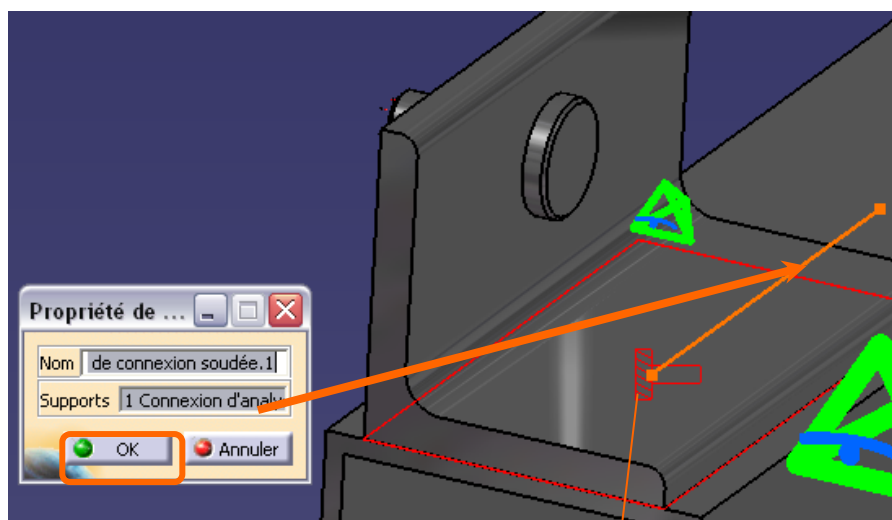 Propriété de ...
Nom de connexion soudée.1
Supports 1 Connexion d'analy
OK Annuler